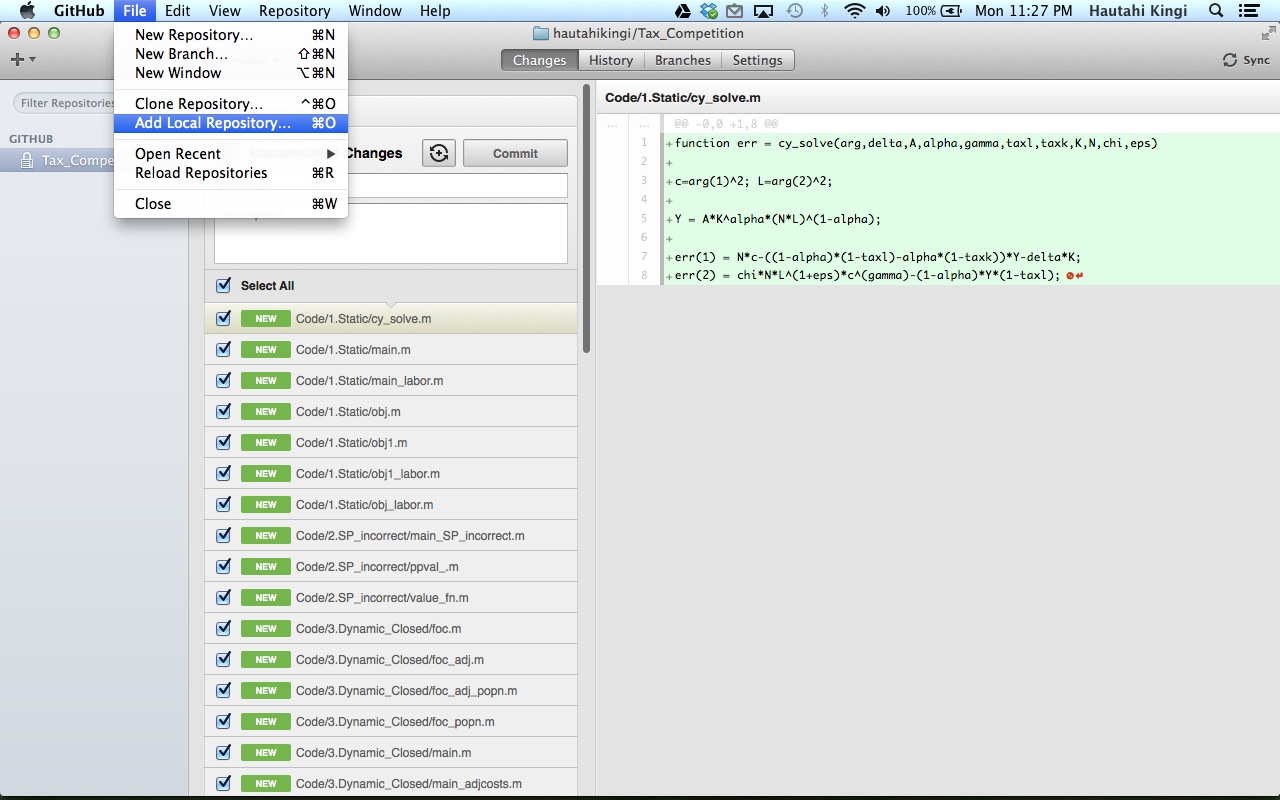 GitHub File Edit View Repository Window Help 100% Mon 11:27 PM Hautahi Kingi
hautahikingi/Tax_Competition
Changes History Branches Settings Sync
New Repository... ⌘N
New Branch... ⇧⌘N
New Window ⌥⌘N
Clone Repository... ^⌘O
Add Local Repository... ⌘O
Open Recent ▶
Reload Repositories ⌘R
Close ⌘W
Filter Repositories
GITHUB
Tax_Compe
Changes
Commit
Select All
NEW Code/1.Static/cy_solve.m
NEW Code/1.Static/main.m
NEW Code/1.Static/main_labor.m
NEW Code/1.Static/obj.m
NEW Code/1.Static/obj1.m
NEW Code/1.Static/obj1_labor.m
NEW Code/1.Static/obj_labor.m
NEW Code/2.SP_incorrect/main_SP_incorrect.m
NEW Code/2.SP_incorrect/ppval_.m
NEW Code/2.SP_incorrect/value_fn.m
NEW Code/3.Dynamic_Closed/foc.m
NEW Code/3.Dynamic_Closed/foc_adj.m
NEW Code/3.Dynamic_Closed/foc_adj_popn.m
NEW Code/3.Dynamic_Closed/foc_popn.m
NEW Code/3.Dynamic_Closed/main.m
NEW Code/3.Dynamic_Closed/main_adjcosts.m
Code/1.Static/cy_solve.m
... ... @@ -0,0 +1,8 @@
1 +function err = cy_solve(arg,delta,A,alpha,gamma,taxl,taxk,K,N,chi,eps)
2 +
3 +c=arg(1)^2; L=arg(2)^2;
4 +
5 +Y = A*K^alpha*(N*L)^(1-alpha);
6 +
7 +err(1) = N*c-((1-alpha)*(1-taxl)-alpha*(1-taxk))*Y-delta*K;
8 +err(2) = chi*N*L^(1+eps)*c^(gamma)-(1-alpha)*Y*(1-taxl);